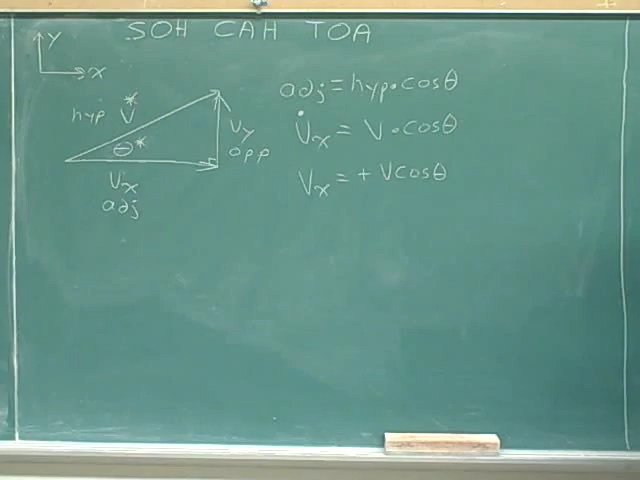 SOH CAH TOA
Y
x
hyp V*
θ*
Vy
opp
Vx
adj
adj = hyp·cosθ
Vx = V·cosθ
Vx = + Vcosθ